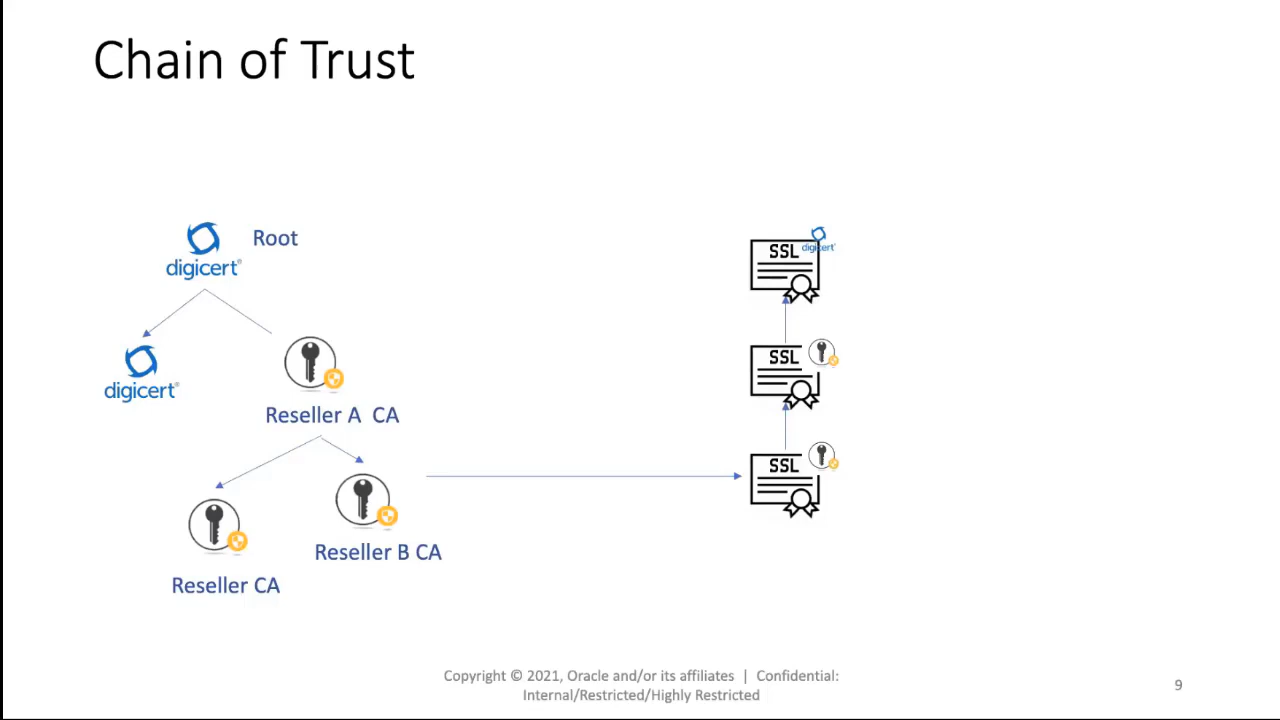 Chain of Trust
digicert®
Root
digicert®
Reseller A  CA
Reseller B CA
Reseller CA
SSL
digicert'
SSL
SSL
Copyright © 2021, Oracle and/or its affiliates  |  Confidential:
Internal/Restricted/Highly Restricted
9